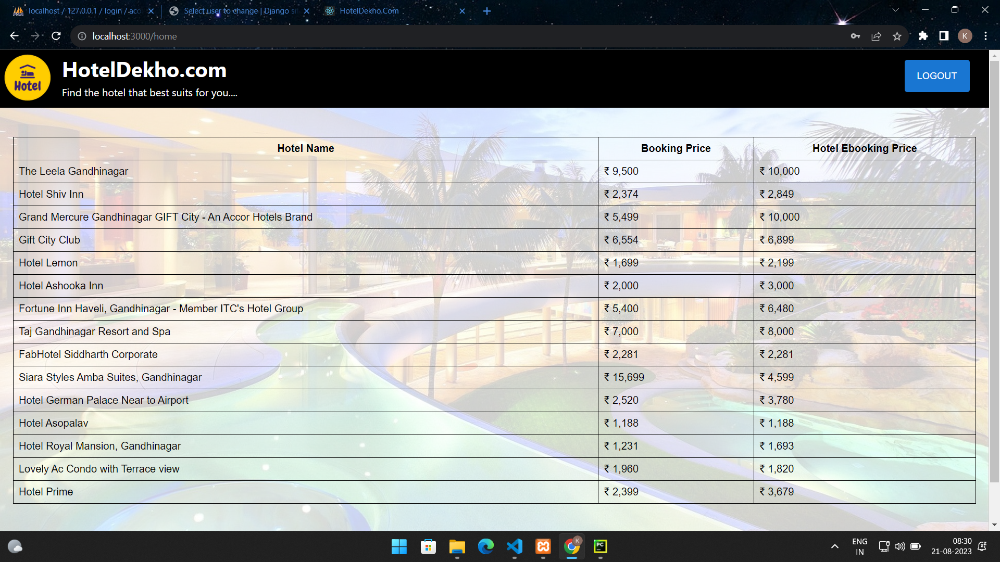 localhost / 127.0.0.1 / login / aco
Select user to change | Django si
HotelDekho.Com
localhost:3000/home
K
Hotel
HotelDekho.com
Find the hotel that best suits for you....
LOGOUT
Hotel Name Booking Price Hotel Ebooking Price
The Leela Gandhinagar ₹ 9,500 ₹ 10,000
Hotel Shiv Inn ₹ 2,374 ₹ 2,849
Grand Mercure Gandhinagar GIFT City - An Accor Hotels Brand ₹ 5,499 ₹ 10,000
Gift City Club ₹ 6,554 ₹ 6,899
Hotel Lemon ₹ 1,699 ₹ 2,199
Hotel Ashooka Inn ₹ 2,000 ₹ 3,000
Fortune Inn Haveli, Gandhinagar - Member ITC's Hotel Group ₹ 5,400 ₹ 6,480
Taj Gandhinagar Resort and Spa ₹ 7,000 ₹ 8,000
FabHotel Siddharth Corporate ₹ 2,281 ₹ 2,281
Siara Styles Amba Suites, Gandhinagar ₹ 15,699 ₹ 4,599
Hotel German Palace Near to Airport ₹ 2,520 ₹ 3,780
Hotel Asopalav ₹ 1,188 ₹ 1,188
Hotel Royal Mansion, Gandhinagar ₹ 1,231 ₹ 1,693
Lovely Ac Condo with Terrace view ₹ 1,960 ₹ 1,820
Hotel Prime ₹ 2,399 ₹ 3,679
K
PC
ENG
IN
08:30
21-08-2023